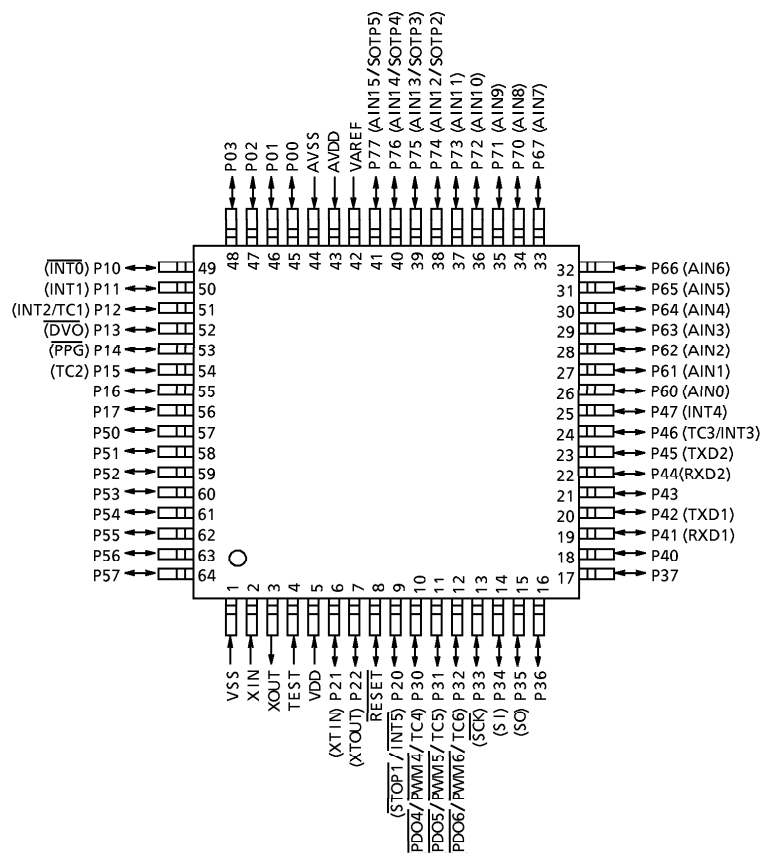 P77 (AIN15/SOTP5)
P76 (AIN14/SOTP4)
P75 (AIN13/SOTP3)
P74 (AIN12/SOTP2)
P73 (AIN11)
P72 (AIN10)
P71 (AIN9)
P70 (AIN8)
P67 (AIN7)
P03
P02
P01
P00
AVSS
AVDD
VAREF
48
47
46
45
44
43
42
41
40
39
38
37
36
35
34
33
(INT0) P10 49
(INT1) P11 50
(INT2/TC1) P12 51
(DVO) P13 52
(PPG) P14 53
(TC2) P15 54
P16 55
P17 56
P50 57
P51 58
P52 59
P53 60
P54 61
P55 62
P56 63
P57 64
32 P66 (AIN6)
31 P65 (AIN5)
30 P64 (AIN4)
29 P63 (AIN3)
28 P62 (AIN2)
27 P61 (AIN1)
26 P60 (AIN0)
25 P47 (INT4)
24 P46 (TC3/INT3)
23 P45 (TXD2)
22 P44(RXD2)
21 P43
20 P42 (TXD1)
19 P41 (RXD1)
18 P40
17 P37
1
2
3
4
5
6
7
8
9
10
11
12
13
14
15
16
VSS
XIN
XOUT
TEST
VDD
(XTIN) P21
(XTOUT) P22
RESET
(STOP1/INT5) P20
PDO4/PWM4/TC4) P30
PDO5/PWM5/TC5) P31
PDO6/PWM6/TC6) P32
(SCK) P33
(SI) P34
(SO) P35
P36